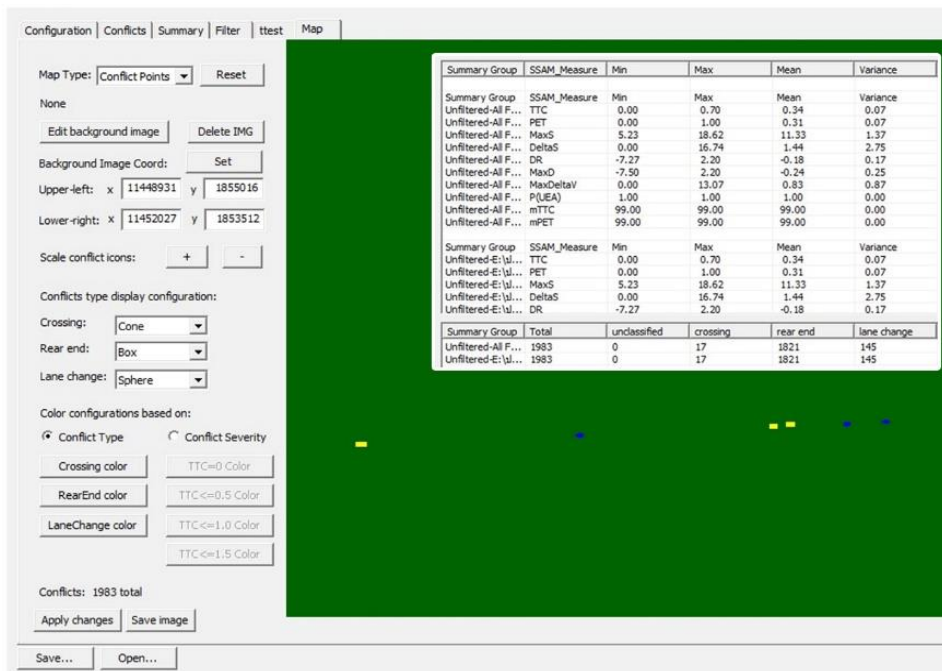 Configuration Conflicts Summary Filter ttest Map
Map Type: Conflict Points Reset
None
Edit background image Delete IMG
Background Image Coord: Set
Upper-left: x 11448931 y 1855016
Lower-right: x 11452027 y 1853512
Scale conflict icons: + -
Conflicts type display configuration:
Crossing: Cone
Rear end: Box
Lane change: Sphere
Color configurations based on:
Conflict Type Conflict Severity
Crossing color TTC=0 Color
RearEnd color TTC<=0.5 Color
LaneChange color TTC<=1.0 Color
TTC<=1.5 Color
Conflicts: 1983 total
Apply changes Save image
Save... Open...
Summary Group SSAM_Measure Min Max Mean Variance
Summary Group SSAM_Measure Min Max Mean Variance
Unfiltered-All F... TTC 0.00 0.70 0.34 0.07
Unfiltered-All F... PET 0.00 1.00 0.31 0.07
Unfiltered-All F... MaxS 5.23 18.62 11.33 1.37
Unfiltered-All F... DeltaS 0.00 16.74 1.44 2.75
Unfiltered-All F... DR -7.27 2.20 -0.18 0.17
Unfiltered-All F... MaxD -7.50 2.20 -0.24 0.25
Unfiltered-All F... MaxDeltaV 0.00 13.07 0.83 0.87
Unfiltered-All F... P(UEA) 1.00 1.00 1.00 0.00
Unfiltered-All F... mTTC 99.00 99.00 99.00 0.00
Unfiltered-All F... mPET 99.00 99.00 99.00 0.00
Summary Group SSAM_Measure Min Max Mean Variance
Unfiltered-E:\sl... TTC 0.00 0.70 0.34 0.07
Unfiltered-E:\sl... PET 0.00 1.00 0.31 0.07
Unfiltered-E:\sl... MaxS 5.23 18.62 11.33 1.37
Unfiltered-E:\sl... DeltaS 0.00 16.74 1.44 2.75
Unfiltered-E:\sl... DR -7.27 2.20 -0.18 0.17
Summary Group Total unclassified crossing rear end lane change
Unfiltered-All F... 1983 0 17 1821 145
Unfiltered-E:\sl... 1983 0 17 1821 145